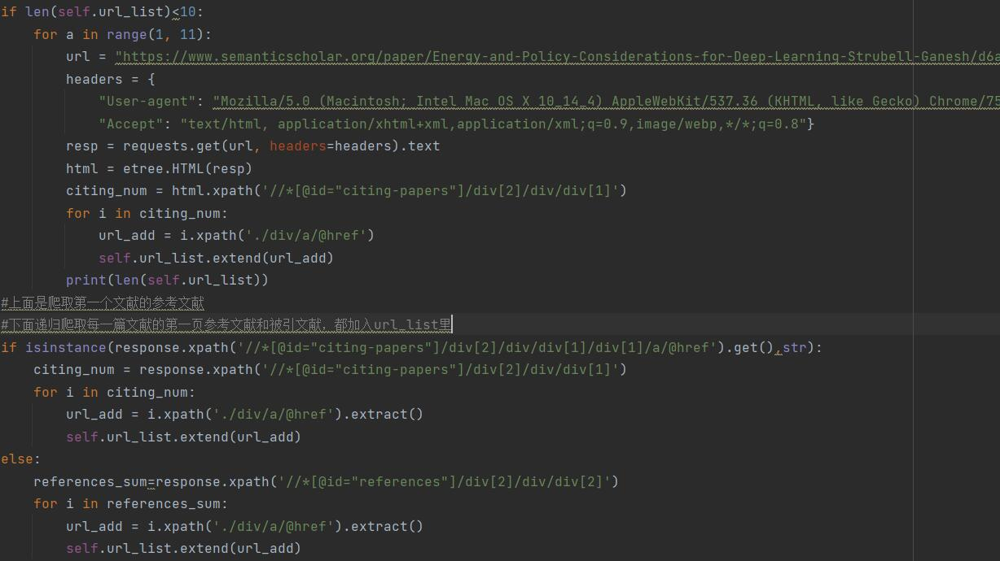 if len(self.url_list)<10:
    for a in range(1, 11):
        url = "https://www.semanticscholar.org/paper/Energy-and-Policy-Considerations-for-Deep-Learning-Strubell-Ganesh/d6a
        headers = {
            "User-agent": "Mozilla/5.0 (Macintosh; Intel Mac OS X 10_14_4) AppleWebKit/537.36 (KHTML, like Gecko) Chrome/75
            "Accept": "text/html, application/xhtml+xml,application/xml;q=0.9,image/webp,*/*;q=0.8"}
        resp = requests.get(url, headers=headers).text
        html = etree.HTML(resp)
        citing_num = html.xpath('//*[@id="citing-papers"]/div[2]/div/div[1]')
        for i in citing_num:
            url_add = i.xpath('./div/a/@href')
            self.url_list.extend(url_add)
        print(len(self.url_list))
#上面是爬取第一个文献的参考文献
#下面递归爬取每一篇文献的第一页参考文献和被引文献，都加入url_list里
if isinstance(response.xpath('//*[@id="citing-papers"]/div[2]/div/div[1]/div[1]/a/@href').get(),str):
    citing_num = response.xpath('//*[@id="citing-papers"]/div[2]/div/div[1]')
    for i in citing_num:
        url_add = i.xpath('./div/a/@href').extract()
        self.url_list.extend(url_add)
else:
    references_sum=response.xpath('//*[@id="references"]/div[2]/div/div[2]')
    for i in references_sum:
        url_add = i.xpath('./div/a/@href').extract()
        self.url_list.extend(url_add)